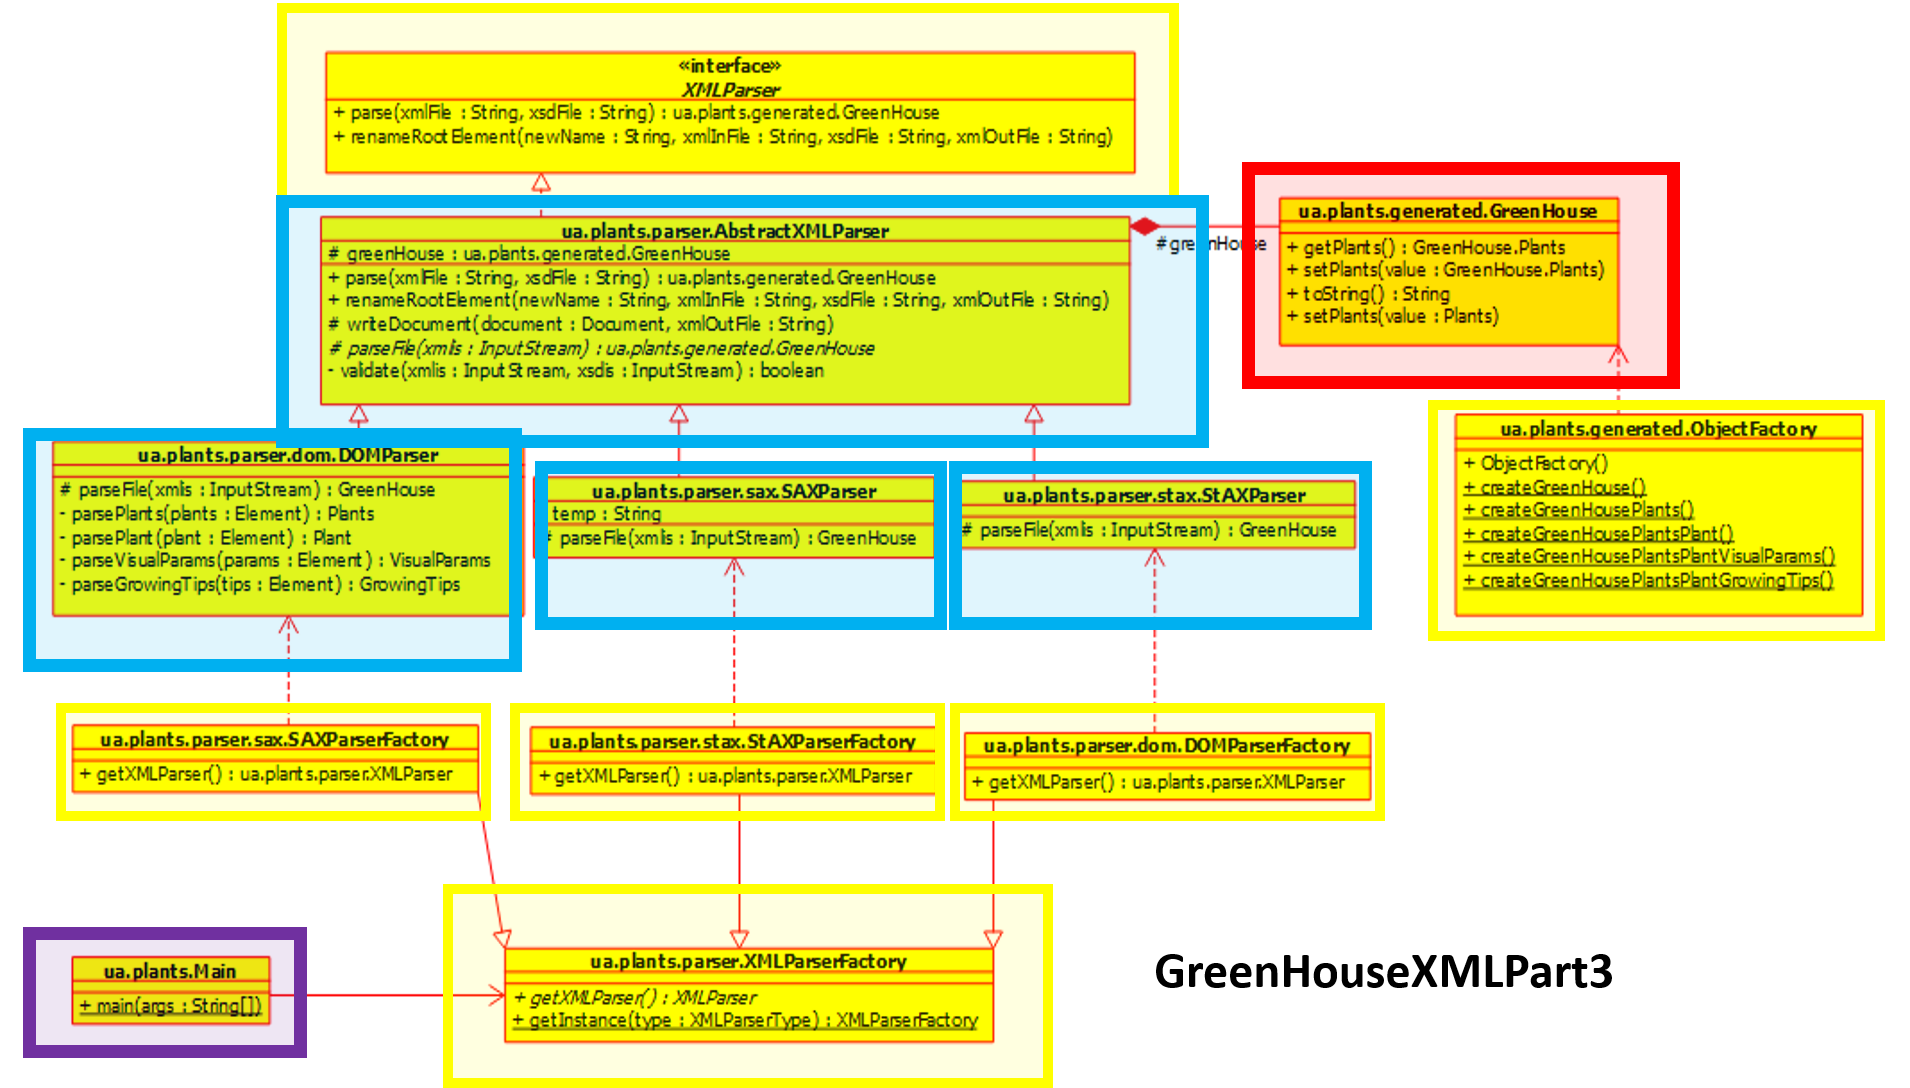 «interface»
XMLParser
+ parse(xmlFile : String, xsdFile : String) : ua.plants.generated.GreenHouse
+ renameRootElement(newName : String, xmlInFile : String, xsdFile : String, xmlOutFile : String)
ua.plants.parser.AbstractXMLParser
# greenHouse : ua.plants.generated.GreenHouse
+ parse(xmlFile : String, xsdFile : String) : ua.plants.generated.GreenHouse
+ renameRootElement(newName : String, xmlInFile : String, xsdFile : String, xmlOutFile : String)
# writeDocument(document : Document, xmlOutFile : String)
# parseFile(xmlis : InputStream) : ua.plants.generated.GreenHouse
- validate(xmlis : InputStream, xsdis : InputStream) : boolean
#greenHouse
ua.plants.generated.GreenHouse
+ getPlants() : GreenHouse.Plants
+ setPlants(value : GreenHouse.Plants)
+ toString() : String
+ setPlants(value : Plants)
ua.plants.generated.ObjectFactory
+ ObjectFactory()
+ createGreenHouse()
+ createGreenHousePlants()
+ createGreenHousePlantsPlant()
+ createGreenHousePlantsPlantVisualParams()
+ createGreenHousePlantsPlantGrowingTips()
ua.plants.parser.dom.DOMParser
# parseFile(xmlis : InputStream) : GreenHouse
- parsePlants(plants : Element) : Plants
- parsePlant(plant : Element) : Plant
- parseVisualParams(params : Element) : VisualParams
- parseGrowingTips(tips : Element) : GrowingTips
ua.plants.parser.sax.SAXParser
temp : String
# parseFile(xmlis : InputStream) : GreenHouse
ua.plants.parser.stax.StAXParser
# parseFile(xmlis : InputStream) : GreenHouse
ua.plants.parser.sax.SAXParserFactory
+ getXMLParser() : ua.plants.parser.XMLParser
ua.plants.parser.stax.StAXParserFactory
+ getXMLParser() : ua.plants.parser.XMLParser
ua.plants.parser.dom.DOMParserFactory
+ getXMLParser() : ua.plants.parser.XMLParser
ua.plants.Main
+ main(args : String[])
ua.plants.parser.XMLParserFactory
+ getXMLParser() : XMLParser
+ getInstance(type : XMLParserType) : XMLParserFactory
GreenHouseXMLPart3